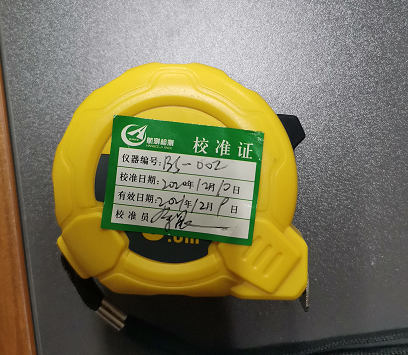 校准证
仪器编号: BS-002
校准日期: 2020年12月10日
有效日期: 2021年12月9日
校准员
cm